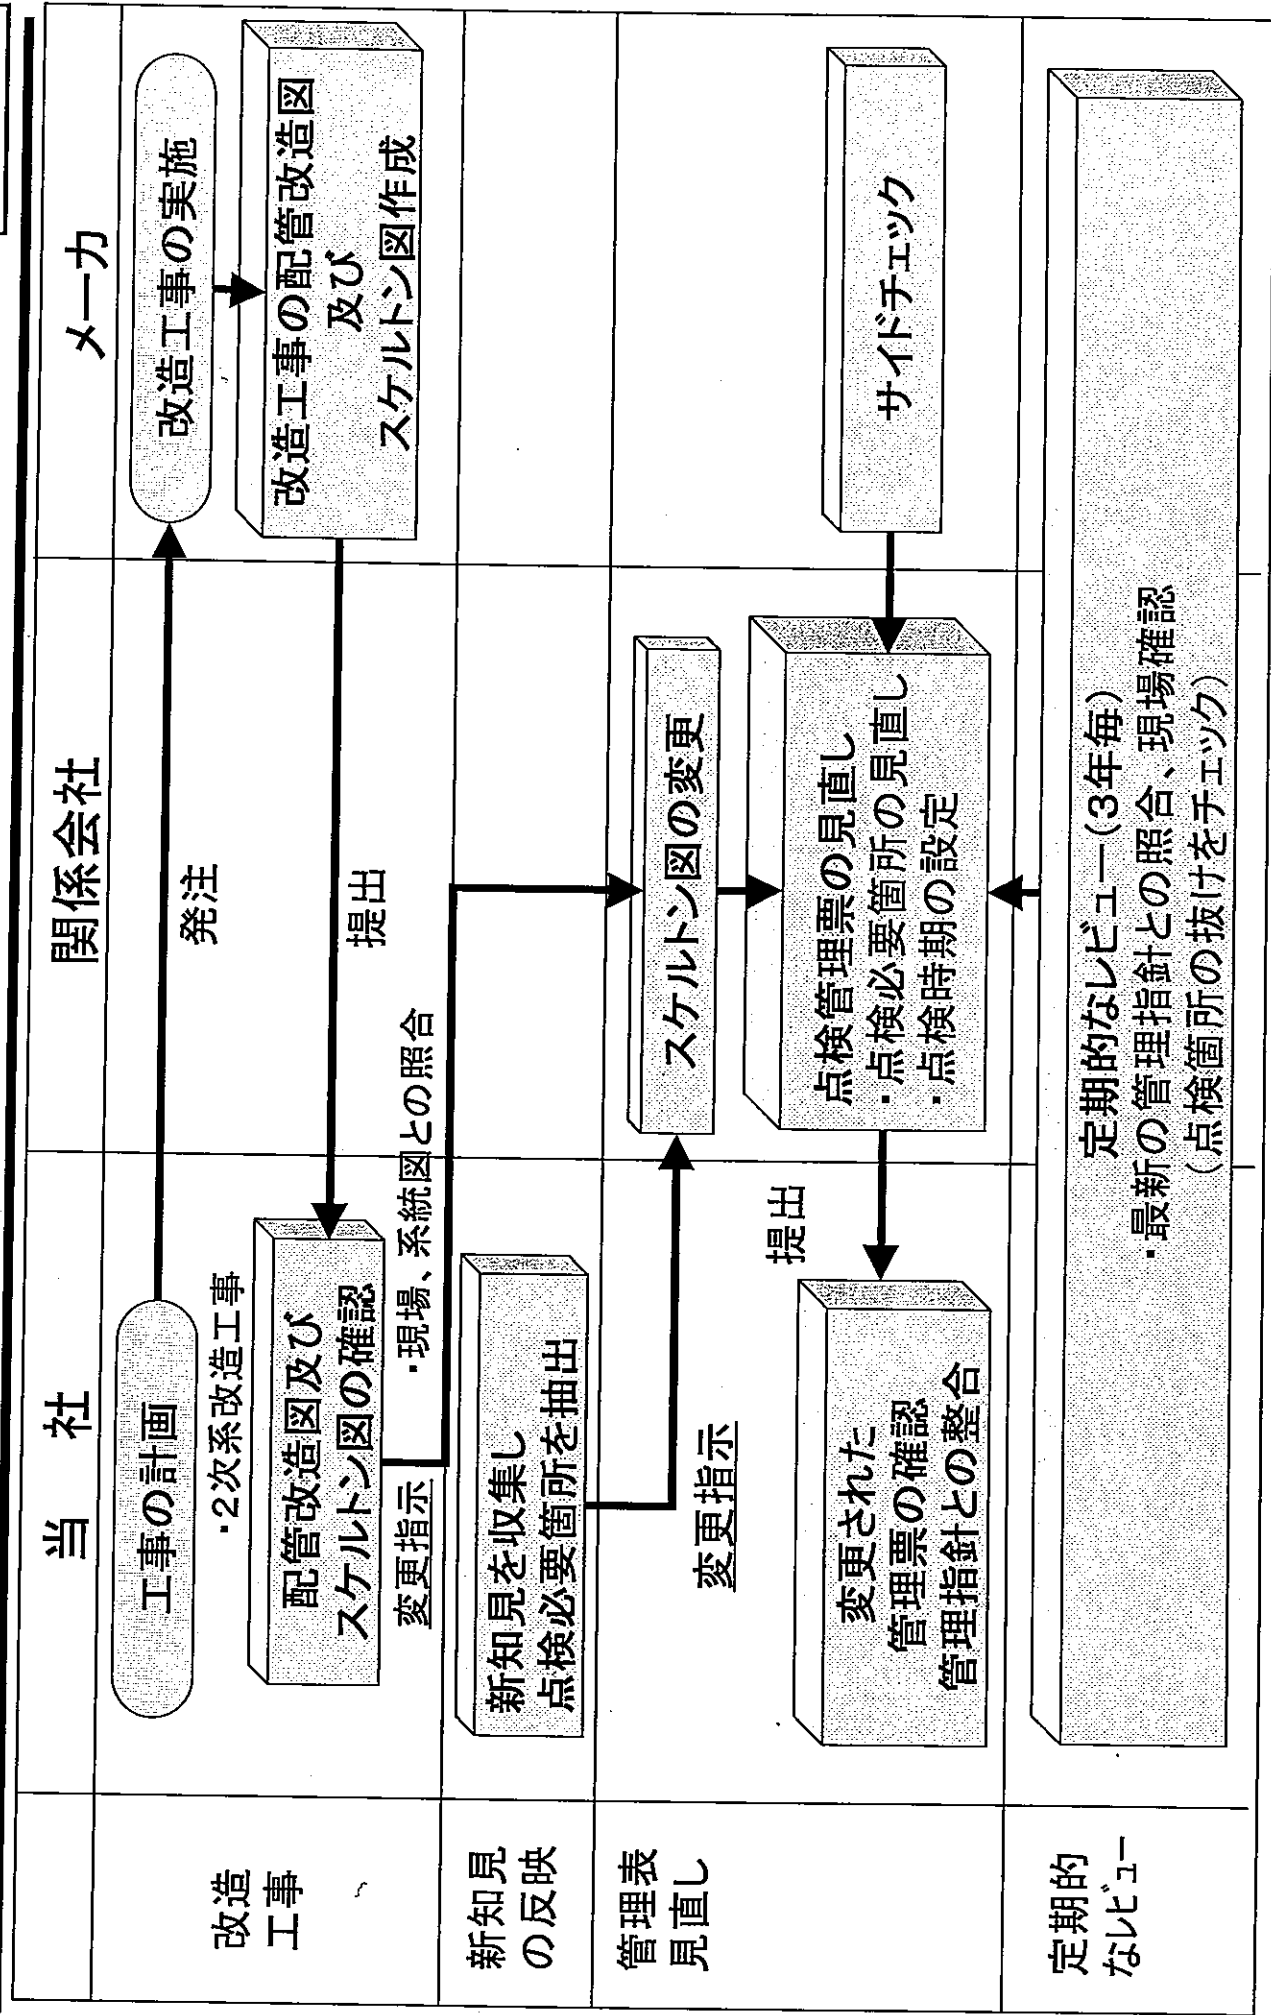 当　社
関係会社
メーカ
改造
工事
工事の計画
・2次系改造工事
発注
改造工事の実施
配管改造図及び
スケルトン図の確認
・現場、系統図との照合
提出
改造工事の配管改造図
及び
スケルトン図作成
変更指示
新知見
の反映
新知見を収集し
点検必要箇所を抽出
変更指示
管理表
見直し
スケルトン図の変更
点検管理票の見直し
・点検必要箇所の見直し
・点検時期の設定
サイドチェック
提出
変更された
管理票の確認
管理指針との整合
定期的
なレビュー
定期的なレビュー(3年毎)
・最新の管理指針との照合、現場確認
(点検箇所の抜けをチェック)